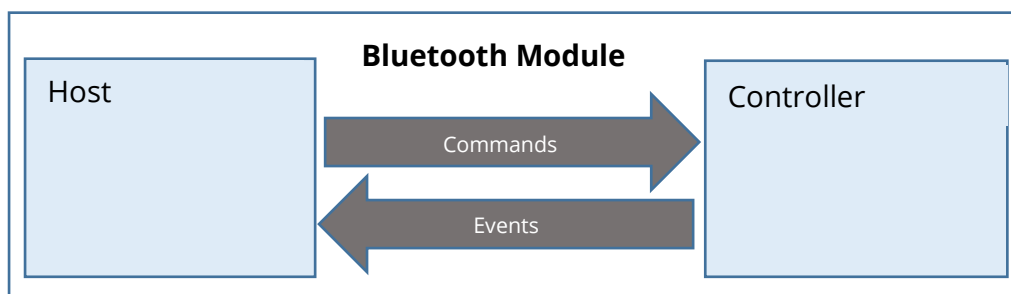 Bluetooth Module
Host
Controller
Commands
Events